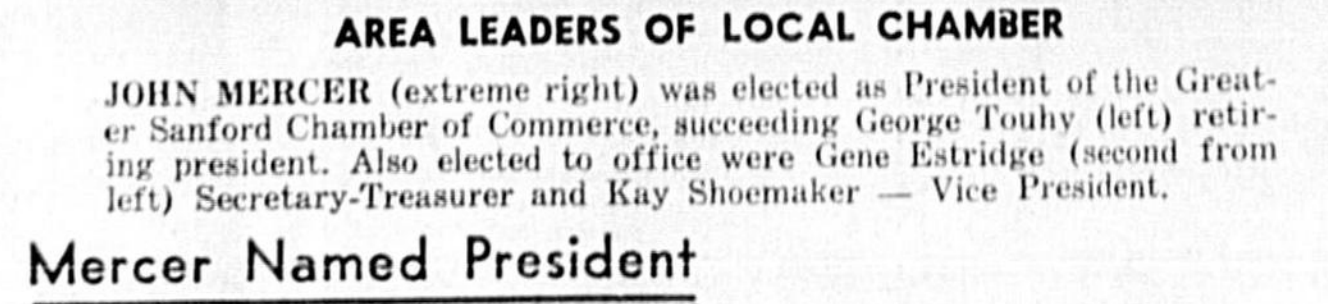 AREA LEADERS OF LOCAL CHAMBER
JOHN MERCER (extreme right) was elected as President of the Great-
er Sanford Chamber of Commerce, succeeding George Touhy (left) retir-
ing president. Also elected to office were Gene Estridge (second from
left) Secretary-Treasurer and Kay Shoemaker — Vice President.
Mercer Named President